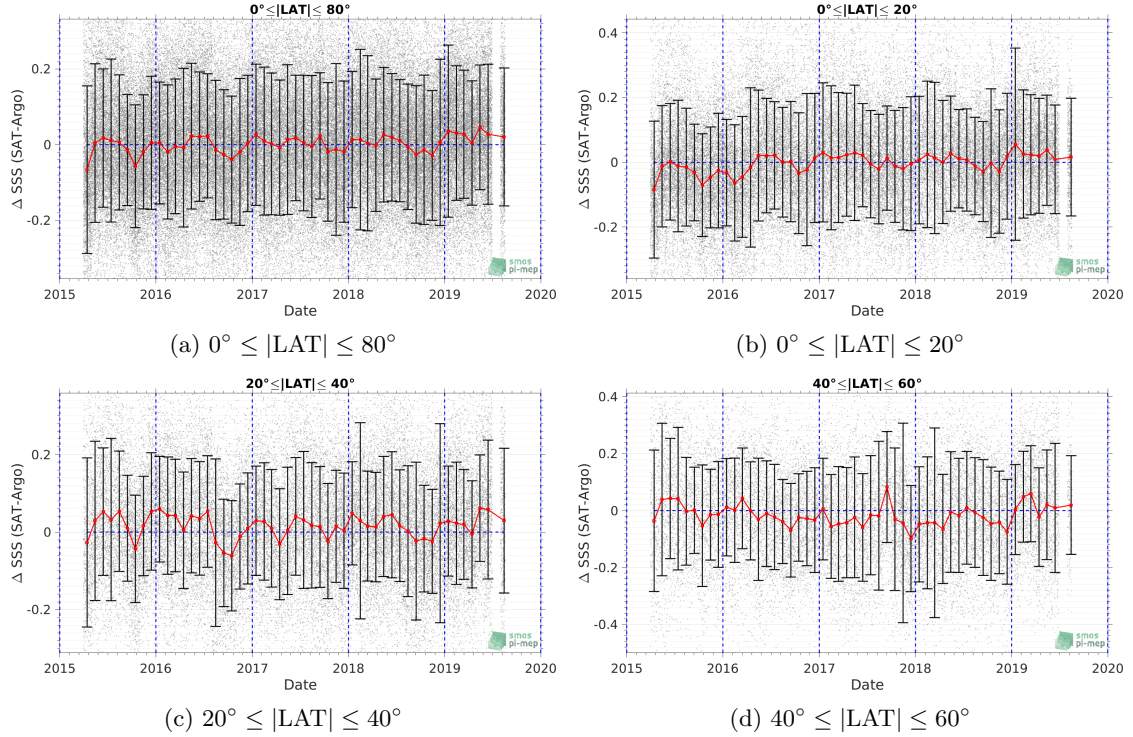 0°≤|LAT|≤ 80°
Δ SSS (SAT-Argo)
0.2
0
-0.2
smos
pi-mep
2015 2016 2017 2018 2019 2020
Date
(a) 0° ≤ |LAT| ≤ 80°
0°≤|LAT|≤ 20°
Δ SSS (SAT-Argo)
0.4
0.2
0
-0.2
smos
pi-mep
2015 2016 2017 2018 2019 2020
Date
(b) 0° ≤ |LAT| ≤ 20°
20°≤|LAT|≤ 40°
Δ SSS (SAT-Argo)
0.2
0
-0.2
smos
pi-mep
2015 2016 2017 2018 2019 2020
Date
(c) 20° ≤ |LAT| ≤ 40°
40°≤|LAT|≤ 60°
Δ SSS (SAT-Argo)
0.4
0.2
0
-0.2
-0.4
smos
pi-mep
2015 2016 2017 2018 2019 2020
Date
(d) 40° ≤ |LAT| ≤ 60°